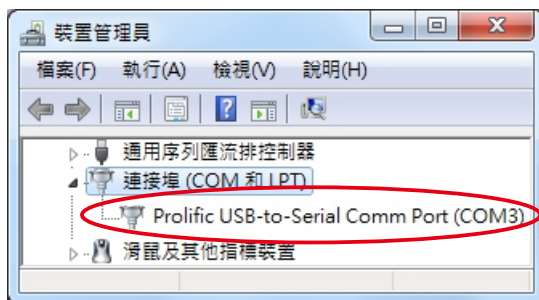 裝置管理員
檔案(F) 執行(A) 檢視(V) 說明(H)
通用序列匯流排控制器
連接埠 (COM 和 LPT)
Prolific USB-to-Serial Comm Port (COM3)
滑鼠及其他指標裝置